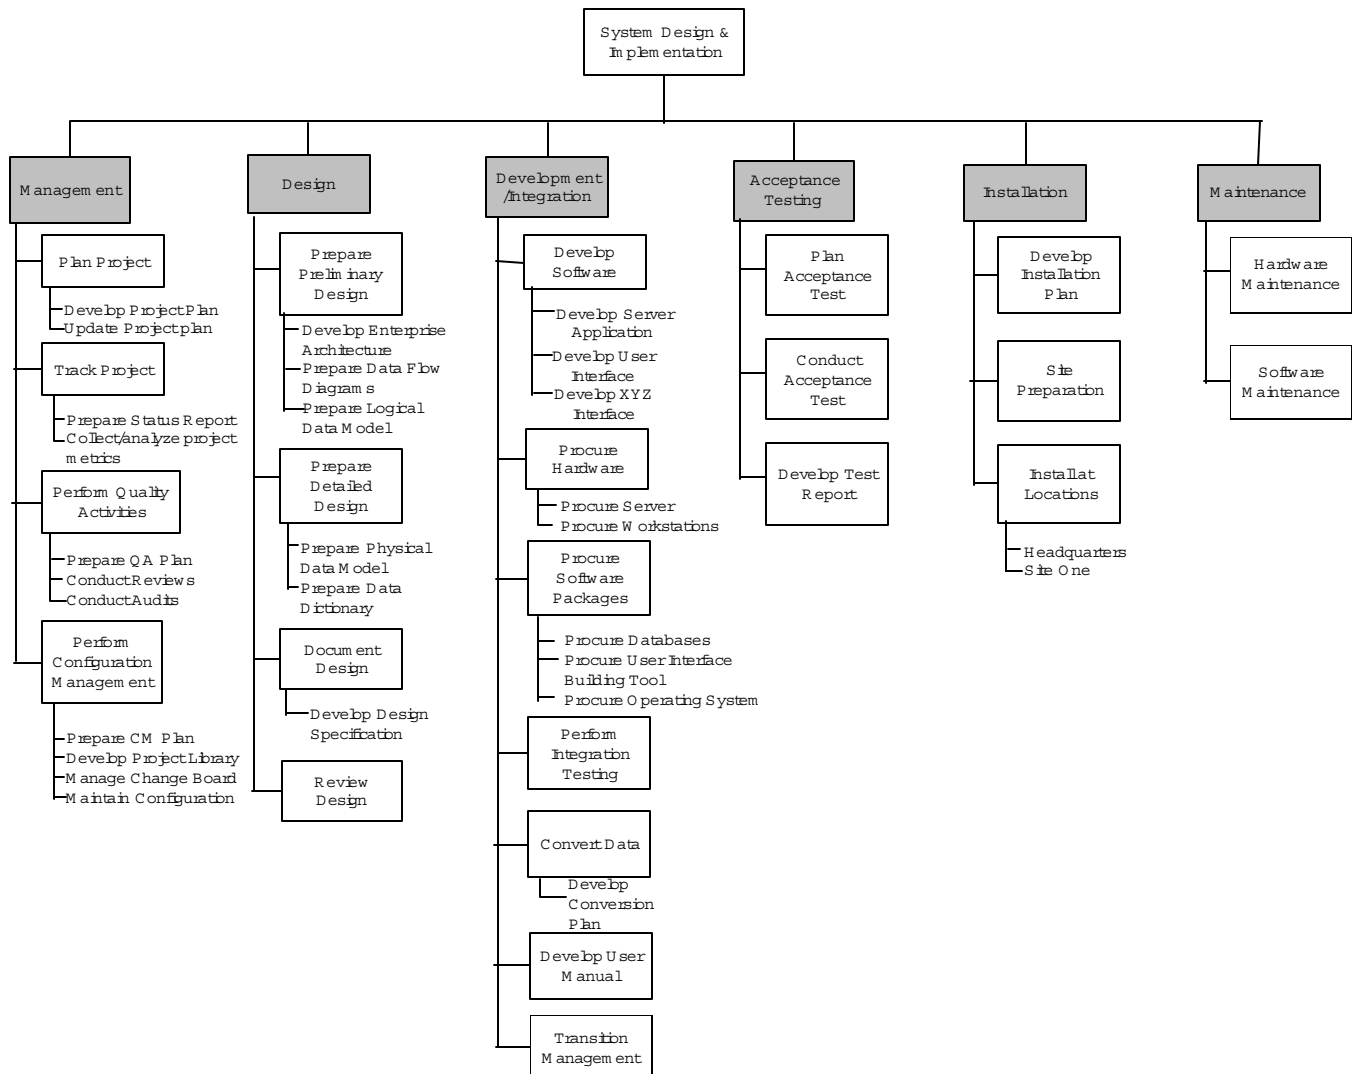 System Design &
Implementation
Management
Plan Project
Develop Project Plan
Update Project plan
Track Project
Prepare Status Report
Collect/analyze project
metrics
Perform Quality
Activities
Prepare QA Plan
Conduct Reviews
Conduct Audits
Perform
Configuration
Management
Prepare CM Plan
Develop Project Library
Manage Change Board
Maintain Configuration
Design
Prepare
Preliminary
Design
Develop Enterprise
Architecture
Prepare Data Flow
Diagrams
Prepare Logical
Data Model
Prepare
Detailed
Design
Prepare Physical
Data Model
Prepare Data
Dictionary
Document
Design
Develop Design
Specification
Review
Design
Development
/Integration
Develop
Software
Develop Server
Application
Develop User
Interface
Develop XYZ
Interface
Procure
Hardware
Procure Server
Procure Workstations
Procure
Software
Packages
Procure Databases
Procure User Interface
Building Tool
Procure Operating System
Perform
Integration
Testing
Convert Data
Develop
Conversion
Plan
Develop User
Manual
Transition
Management
Acceptance
Testing
Plan
Acceptance
Test
Conduct
Acceptance
Test
Develop Test
Report
Installation
Develop
Installation
Plan
Site
Preparation
Install at
Locations
Headquarters
Site One
Maintenance
Hardware
Maintenance
Software
Maintenance